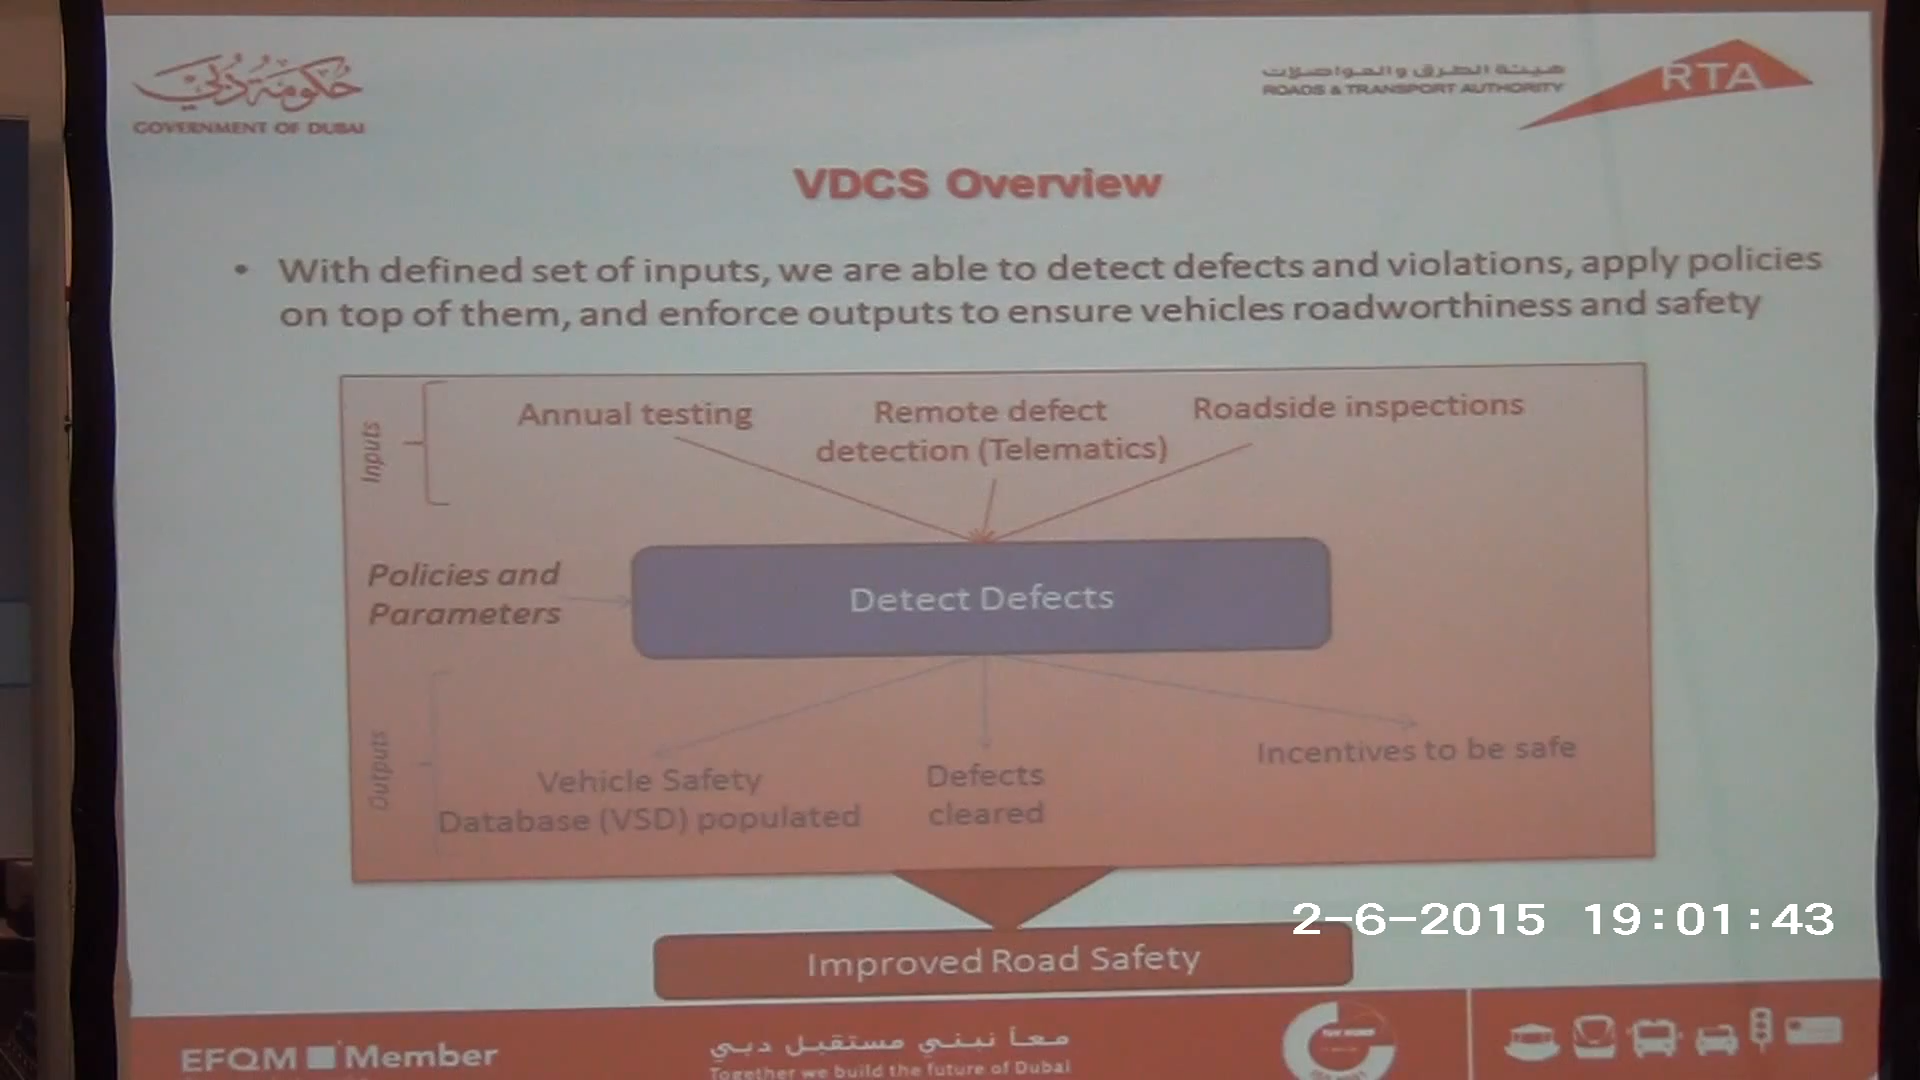 حكومة دبي
GOVERNMENT OF DUBAI
هيئة الطرق و المواصلات
ROADS & TRANSPORT AUTHORITY
RTA
VDCS Overview
• With defined set of inputs, we are able to detect defects and violations, apply policies
on top of them, and enforce outputs to ensure vehicles roadworthiness and safety
Inputs
Annual testing
Remote defect
detection (Telematics)
Roadside inspections
Policies and
Parameters
Detect Defects
Outputs
Vehicle Safety
Database (VSD) populated
Defects
cleared
Incentives to be safe
2-6-2015 19:01:43
Improved Road Safety
EFQM Member
معاً نبني مستقبل دبي
Together we build the future of Dubai